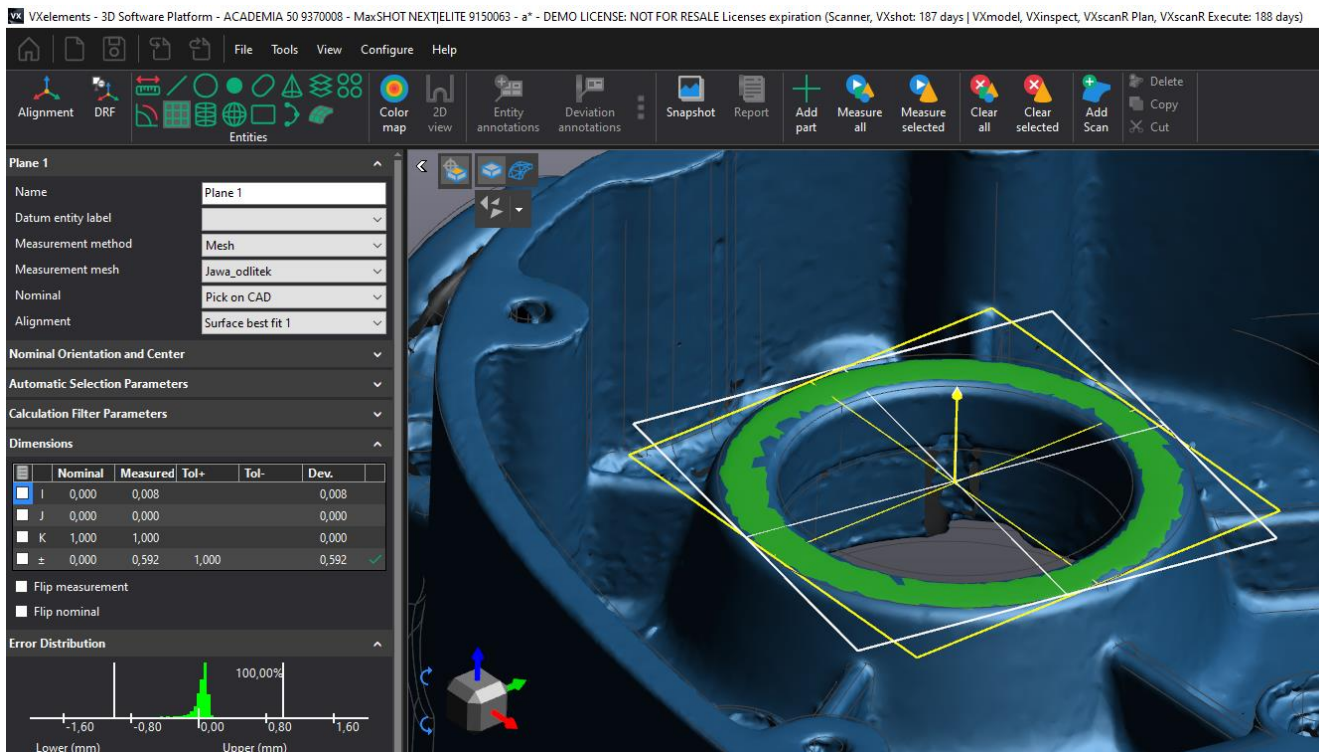 VX VXelements - 3D Software Platform - ACADEMIA 50 9370008 - MaxSHOT NEXT|ELITE 9150063 - a* - DEMO LICENSE: NOT FOR RESALE Licenses expiration (Scanner, VXshot: 187 days | VXmodel, VXinspect, VXscanR Plan, VXscanR Execute: 188 days)
File Tools View Configure Help
Alignment DRF Entities Color map 2D view Entity annotations Deviation annotations Snapshot Report Add part Measure all Measure selected Clear all Clear selected Add Scan
Delete
Copy
Cut
Plane 1
Name Plane 1
Datum entity label
Measurement method Mesh
Measurement mesh Jawa_odlitek
Nominal Pick on CAD
Alignment Surface best fit 1
Nominal Orientation and Center
Automatic Selection Parameters
Calculation Filter Parameters
Dimensions
Nominal Measured Tol+ Tol- Dev.
I 0,000 0,008 0,008
J 0,000 0,000 0,000
K 1,000 1,000 0,000
± 0,000 0,592 1,000 0,592
Flip measurement
Flip nominal
Error Distribution
100,00%
-1,60 -0,80 0,00 0,80 1,60
Lower (mm) Upper (mm)